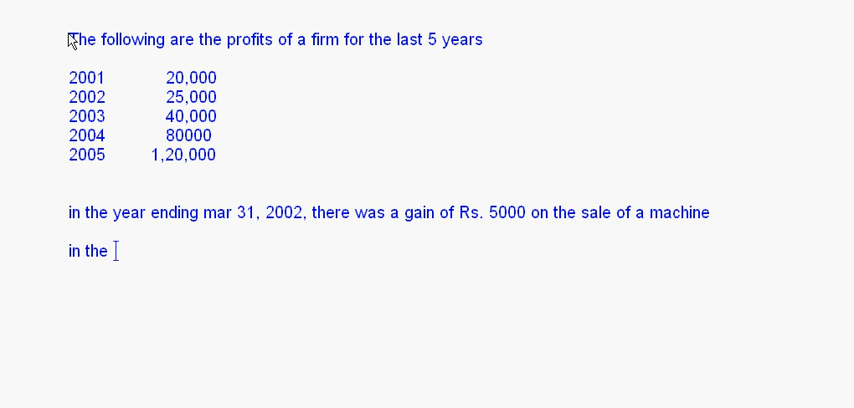 The following are the profits of a firm for the last 5 years
2001 20,000
2002 25,000
2003 40,000
2004 80000
2005 1,20,000
in the year ending mar 31, 2002, there was a gain of Rs. 5000 on the sale of a machine
in the